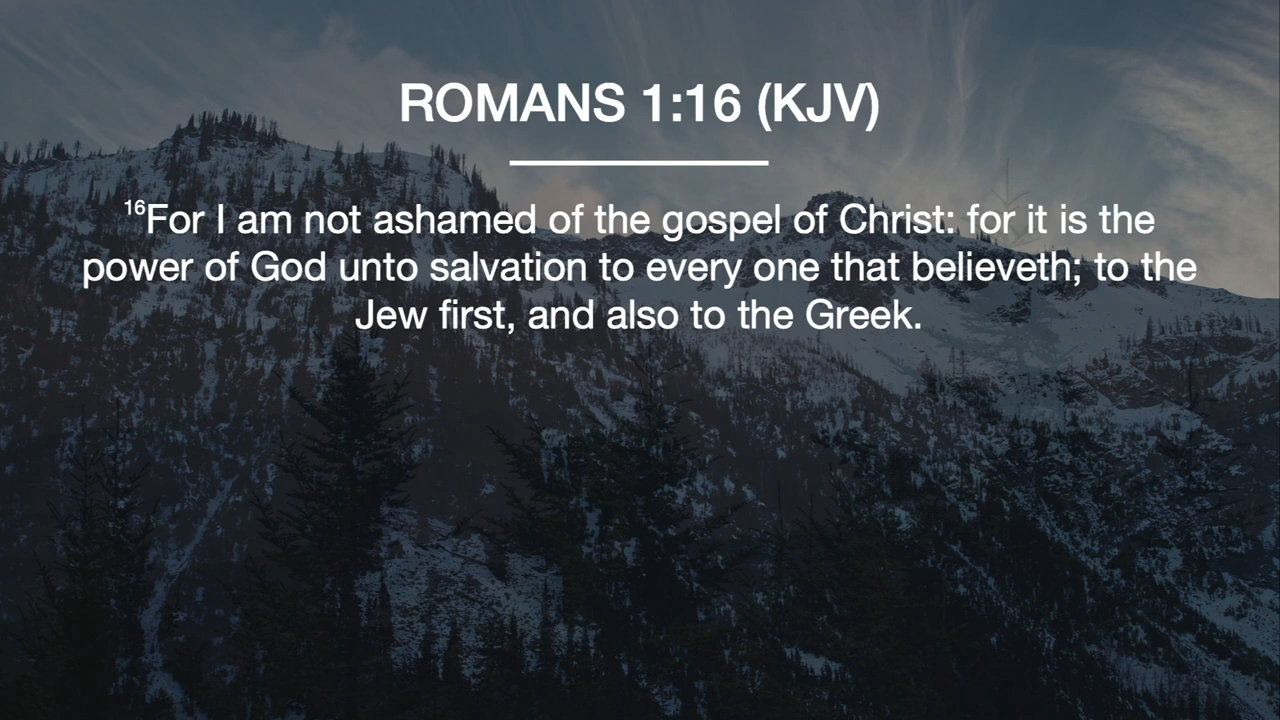 ROMANS 1:16 (KJV)
16For I am not ashamed of the gospel of Christ: for it is the
power of God unto salvation to every one that believeth; to the
Jew first, and also to the Greek.